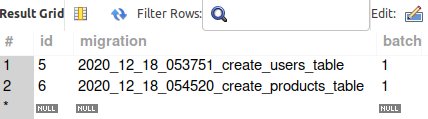 Result Grid Filter Rows: Edit:
# id migration batch
1 5 2020_12_18_053751_create_users_table 1
2 6 2020_12_18_054520_create_products_table 1
* NULL NULL NULL